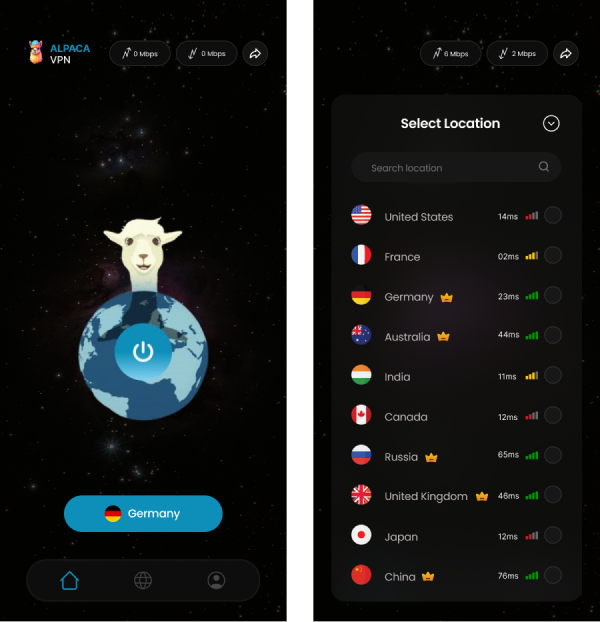 ALPACA
VPN
0 Mbps
0 Mbps
Germany
6 Mbps
2 Mbps
Select Location
Search location
United States 14ms
France 02ms
Germany 23ms
Australia 44ms
India 11ms
Canada 12ms
Russia 65ms
United Kingdom 46ms
Japan 12ms
China 76ms